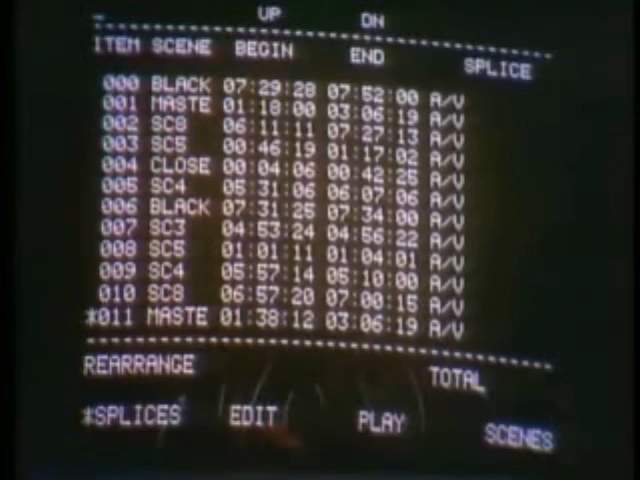 UP DN
ITEM SCENE BEGIN END SPLICE
000 BLACK 07:29:28 07:52:00 A/V
001 MASTE 01:18:00 03:06:19 A/V
002 SC8 06:11:11 07:27:13 A/V
003 SC5 00:46:19 01:17:02 A/V
004 CLOSE 00:04:06 00:42:25 A/V
005 SC4 05:31:06 06:07:06 A/V
006 BLACK 07:31:25 07:34:00 A/V
007 SC3 04:53:24 04:56:22 A/V
008 SC5 01:01:11 01:04:01 A/V
009 SC4 05:57:14 05:10:00 A/V
010 SC8 06:57:20 07:00:15 A/V
*011 MASTE 01:38:12 03:06:19 A/V
REARRANGE TOTAL
*SPLICES EDIT PLAY SCENES